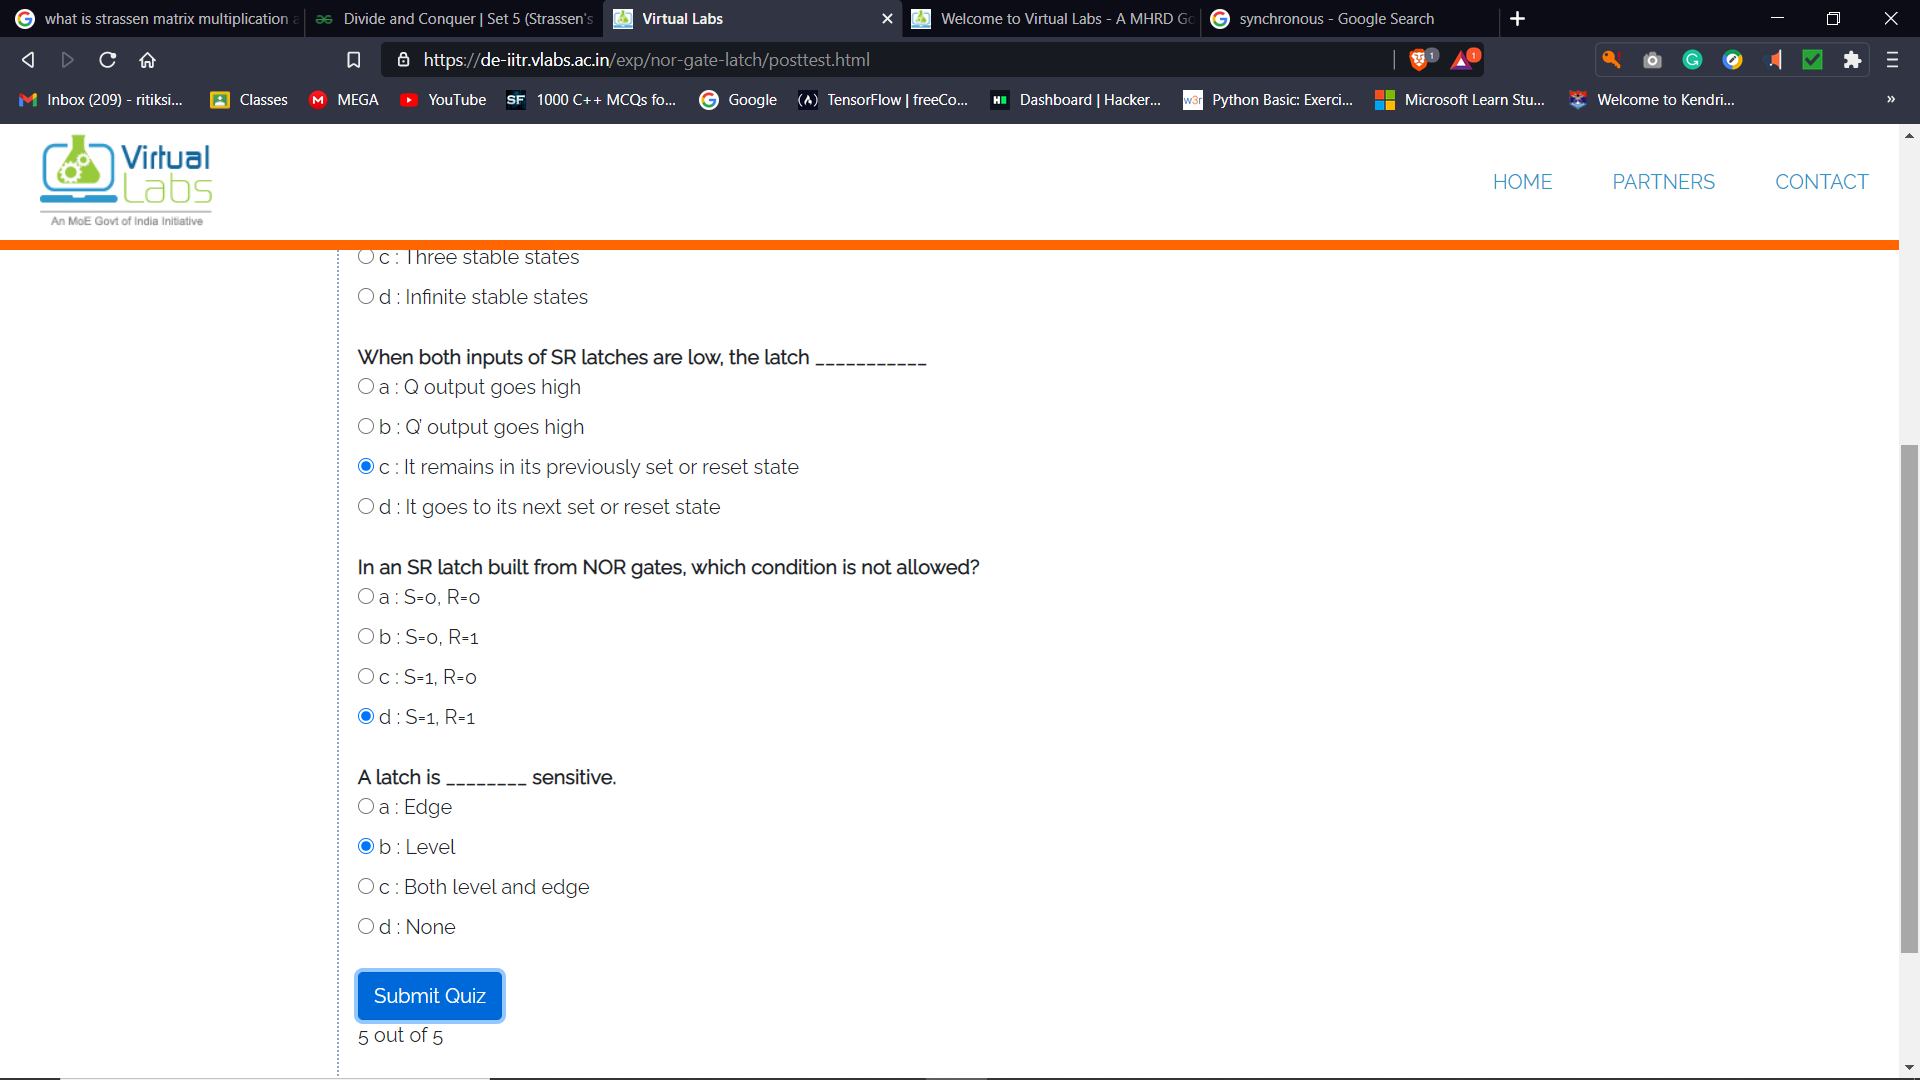 what is strassen matrix multiplication
Divide and Conquer | Set 5 (Strassen's
Virtual Labs
Welcome to Virtual Labs - A MHRD Go
synchronous - Google Search
https://de-iitr.vlabs.ac.in/exp/nor-gate-latch/posttest.html
1
1
Inbox (209) - ritiksi...
Classes
MEGA
YouTube
SF
1000 C++ MCQs fo...
Google
TensorFlow | freeCo...
Dashboard | Hacker...
w3r
Python Basic: Exerci...
Microsoft Learn Stu...
Welcome to Kendri...
»
Virtual
Labs
An MoE Govt of India Initiative
HOME
PARTNERS
CONTACT
c : Three stable states
d : Infinite stable states
When both inputs of SR latches are low, the latch ___________
a : Q output goes high
b : Q' output goes high
c : It remains in its previously set or reset state
d : It goes to its next set or reset state
In an SR latch built from NOR gates, which condition is not allowed?
a : S=0, R=0
b : S=0, R=1
c : S=1, R=0
d : S=1, R=1
A latch is ________ sensitive.
a : Edge
b : Level
c : Both level and edge
d : None
Submit Quiz
5 out of 5